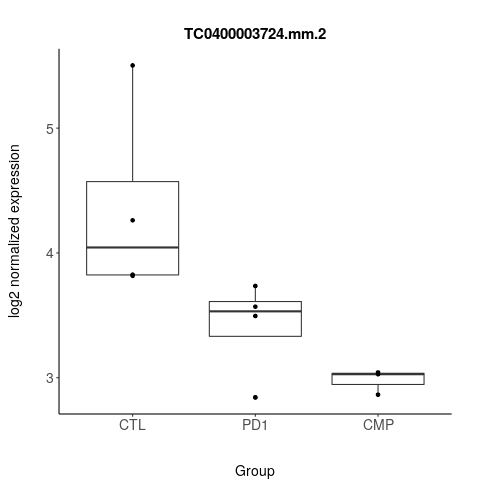 TC0400003724.mm.2
log2 normalized expression
5
4
3
CTL
PD1
CMP
Group